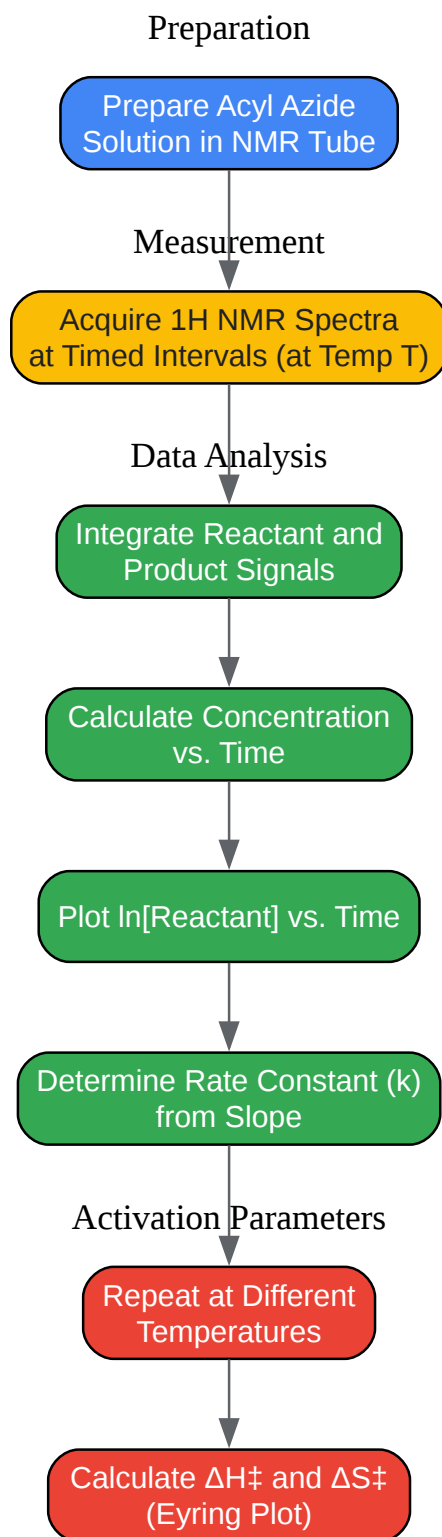 Preparation
Prepare Acyl Azide
Solution in NMR Tube
Measurement
Acquire 1H NMR Spectra
at Timed Intervals (at Temp T)
Data Analysis
Integrate Reactant and
Product Signals
Calculate Concentration
vs. Time
Plot ln[Reactant] vs. Time
Determine Rate Constant (k)
from Slope
Activation Parameters
Repeat at Different
Temperatures
Calculate ΔH‡ and ΔS‡
(Eyring Plot)